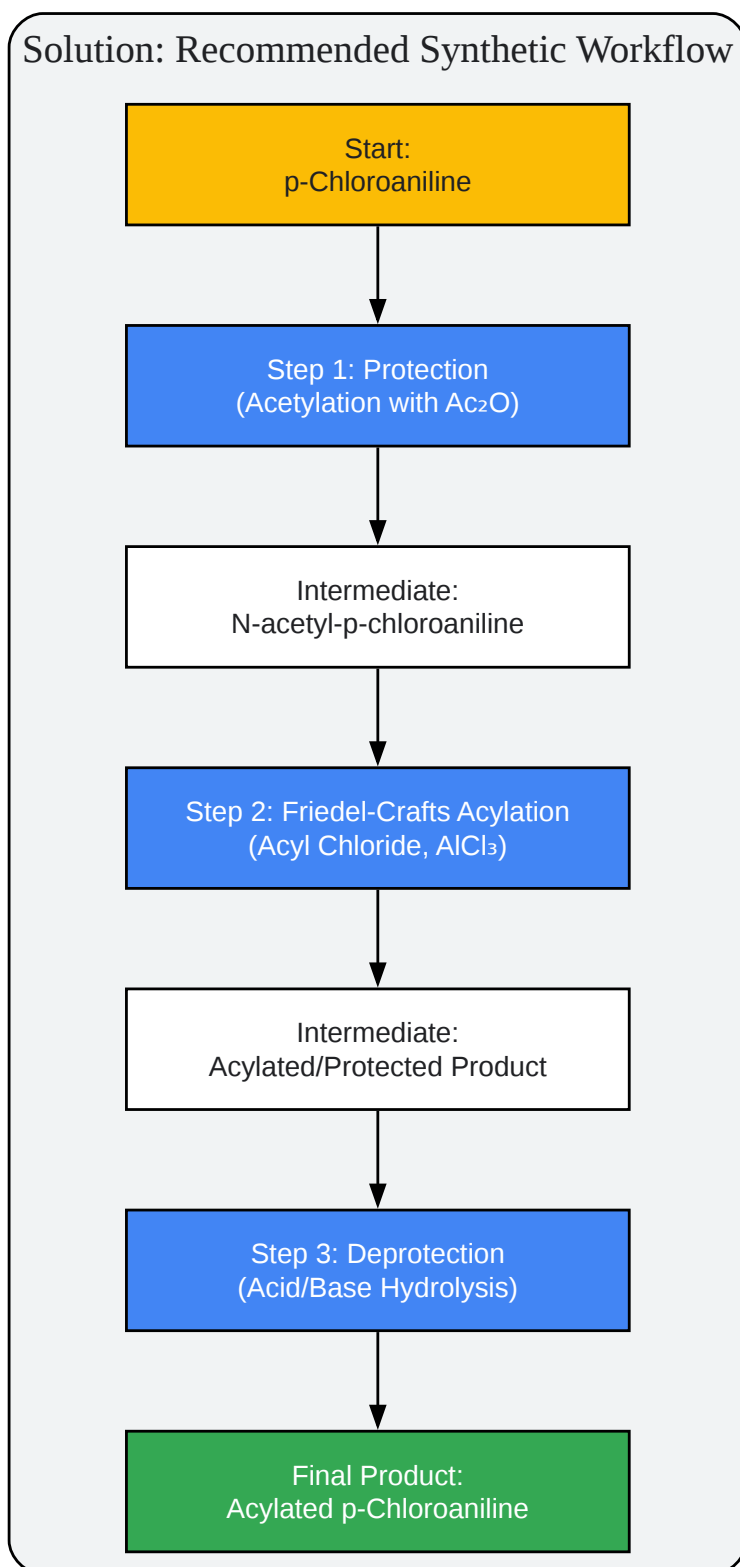 Solution: Recommended Synthetic Workflow
Start:
p-Chloroaniline
Step 1: Protection
(Acetylation with Ac₂O)
Intermediate:
N-acetyl-p-chloroaniline
Step 2: Friedel-Crafts Acylation
(Acyl Chloride, AlCl₃)
Intermediate:
Acylated/Protected Product
Step 3: Deprotection
(Acid/Base Hydrolysis)
Final Product:
Acylated p-Chloroaniline